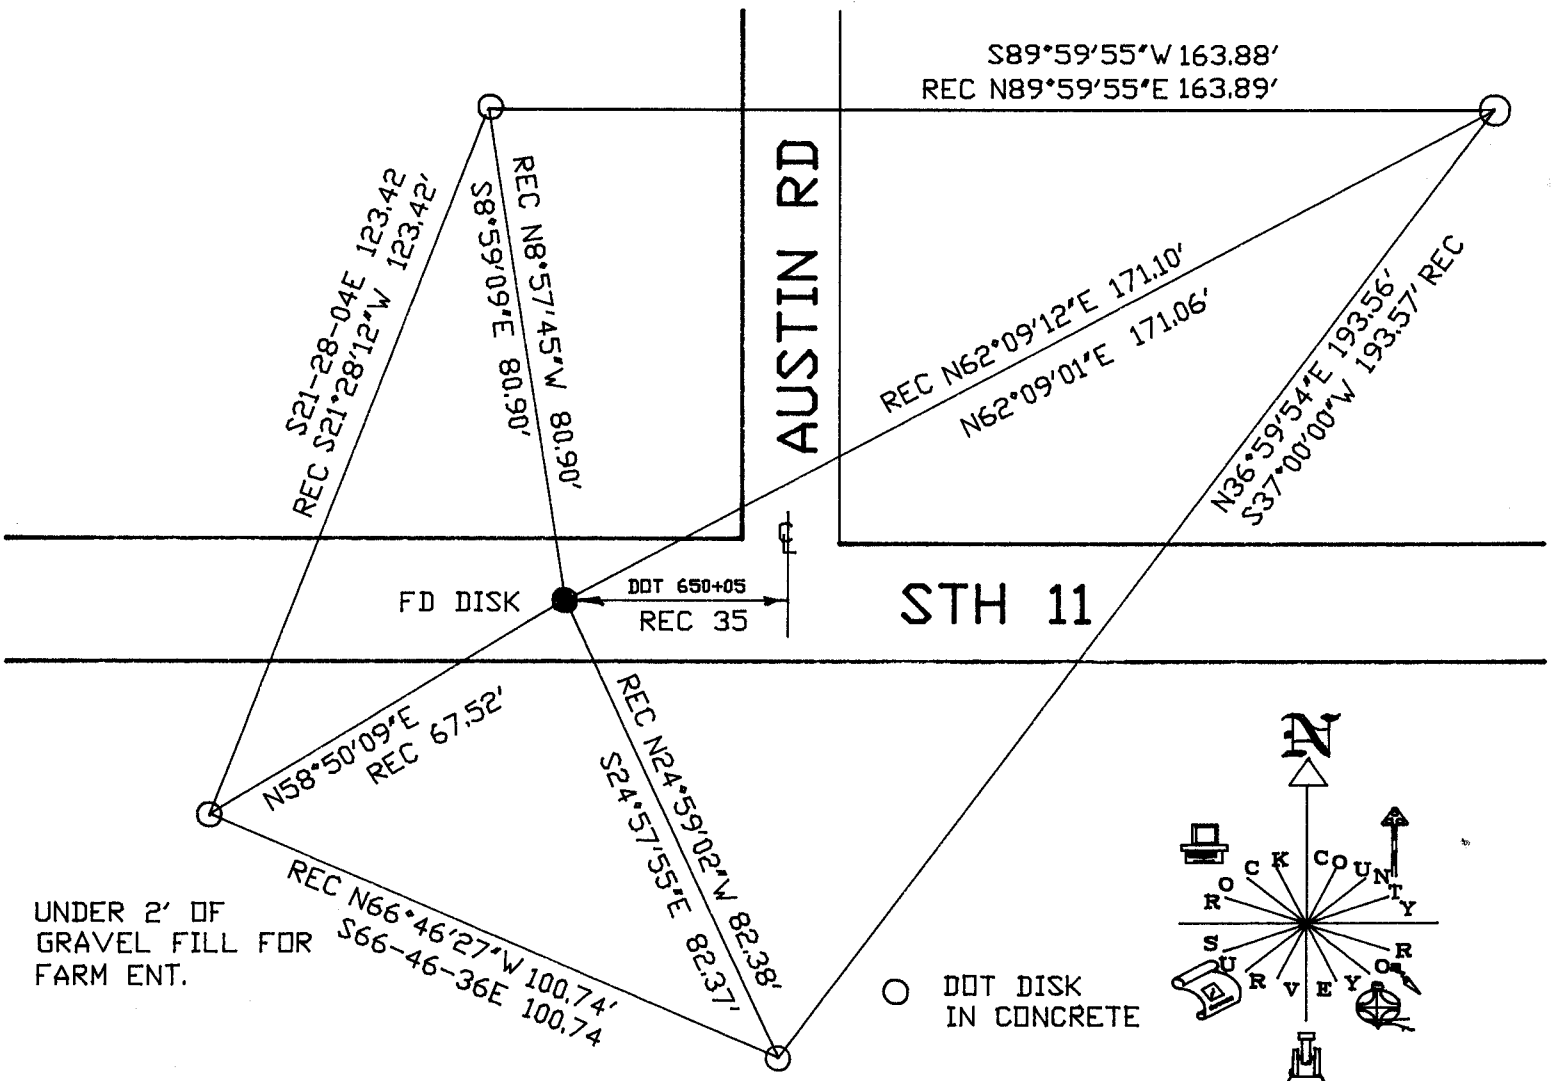 S89°59'55"W 163.88'
REC N89°59'55"E 163.89'
S21-28-04E 123.42
REC S21°28'12"W 123.42'
REC N8°57'45"W 80.90'
S8°59'09"E 80.90'
AUSTIN RD
REC N62°09'12"E 171.10'
N62°09'01"E 171.06'
N36°59'54"E 193.56'
S37°00'00"W 193.57' REC
℄
FD DISK
DOT 650+05
REC 35
STH 11
N58°50'09"E
REC 67.52'
REC N24°59'02"W 82.38'
S24°57'55"E 82.37'
REC N66°46'27"W 100.74'
S66-46-36E 100.74
UNDER 2' OF
GRAVEL FILL FOR
FARM ENT.
DOT DISK
IN CONCRETE
N
ROCK COUNTY
SURVEYOR